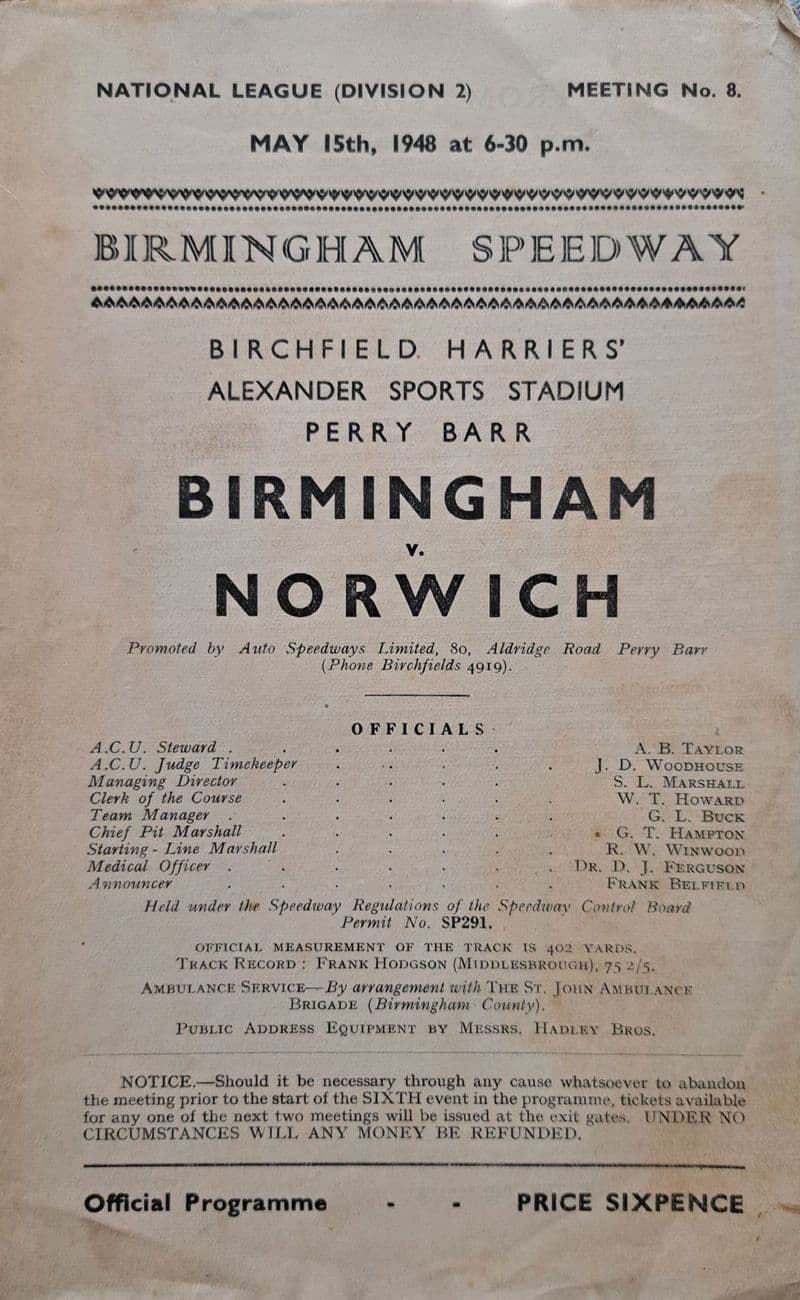 NATIONAL LEAGUE (DIVISION 2) MEETING No. 8.
MAY 15th, 1948 at 6-30 p.m.
BIRMINGHAM SPEEDWAY
BIRCHFIELD HARRIERS'
ALEXANDER SPORTS STADIUM
PERRY BARR
BIRMINGHAM
v.
NORWICH
Promoted by Auto Speedways Limited, 80, Aldridge Road Perry Barr
(Phone Birchfields 4919).
OFFICIALS
A.C.U. Steward . . . . . . A. B. TAYLOR
A.C.U. Judge Timekeeper . . . . . J. D. WOODHOUSE
Managing Director . . . . . S. L. MARSHALL
Clerk of the Course . . . . . . W. T. HOWARD
Team Manager . . . . . . . G. L. BUCK
Chief Pit Marshall . . . . . . G. T. HAMPTON
Starting-Line Marshall . . . . . R. W. WINWOOD
Medical Officer . . . . . . . DR. D. J. FERGUSON
Announcer . . . . . . . FRANK BELFIELD
Held under the Speedway Regulations of the Speedway Control Board
Permit No. SP291.
OFFICIAL MEASUREMENT OF THE TRACK IS 402 YARDS.
TRACK RECORD : FRANK HODGSON (MIDDLESBROUGH), 75 2/5.
AMBULANCE SERVICE—By arrangement with THE ST. JOHN AMBULANCE
BRIGADE (Birmingham County).
PUBLIC ADDRESS EQUIPMENT BY MESSRS. HADLEY BROS.
NOTICE.—Should it be necessary through any cause whatsoever to abandon
the meeting prior to the start of the SIXTH event in the programme, tickets available
for any one of the next two meetings will be issued at the exit gates. UNDER NO
CIRCUMSTANCES WILL ANY MONEY BE REFUNDED.
Official Programme - - PRICE SIXPENCE